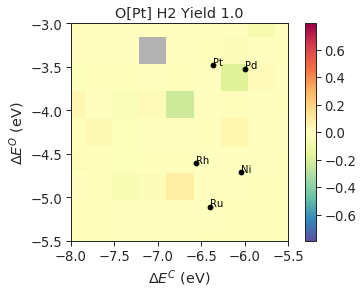 O[Pt] H2 Yield 1.0
−3.0
−3.5
−4.0
−4.5
−5.0
−5.5
ΔE^O (eV)
Pt
Pd
Rh
Ni
Ru
−8.0 −7.5 −7.0 −6.5 −6.0 −5.5
ΔE^C (eV)
0.6
0.4
0.2
0.0
−0.2
−0.4
−0.6